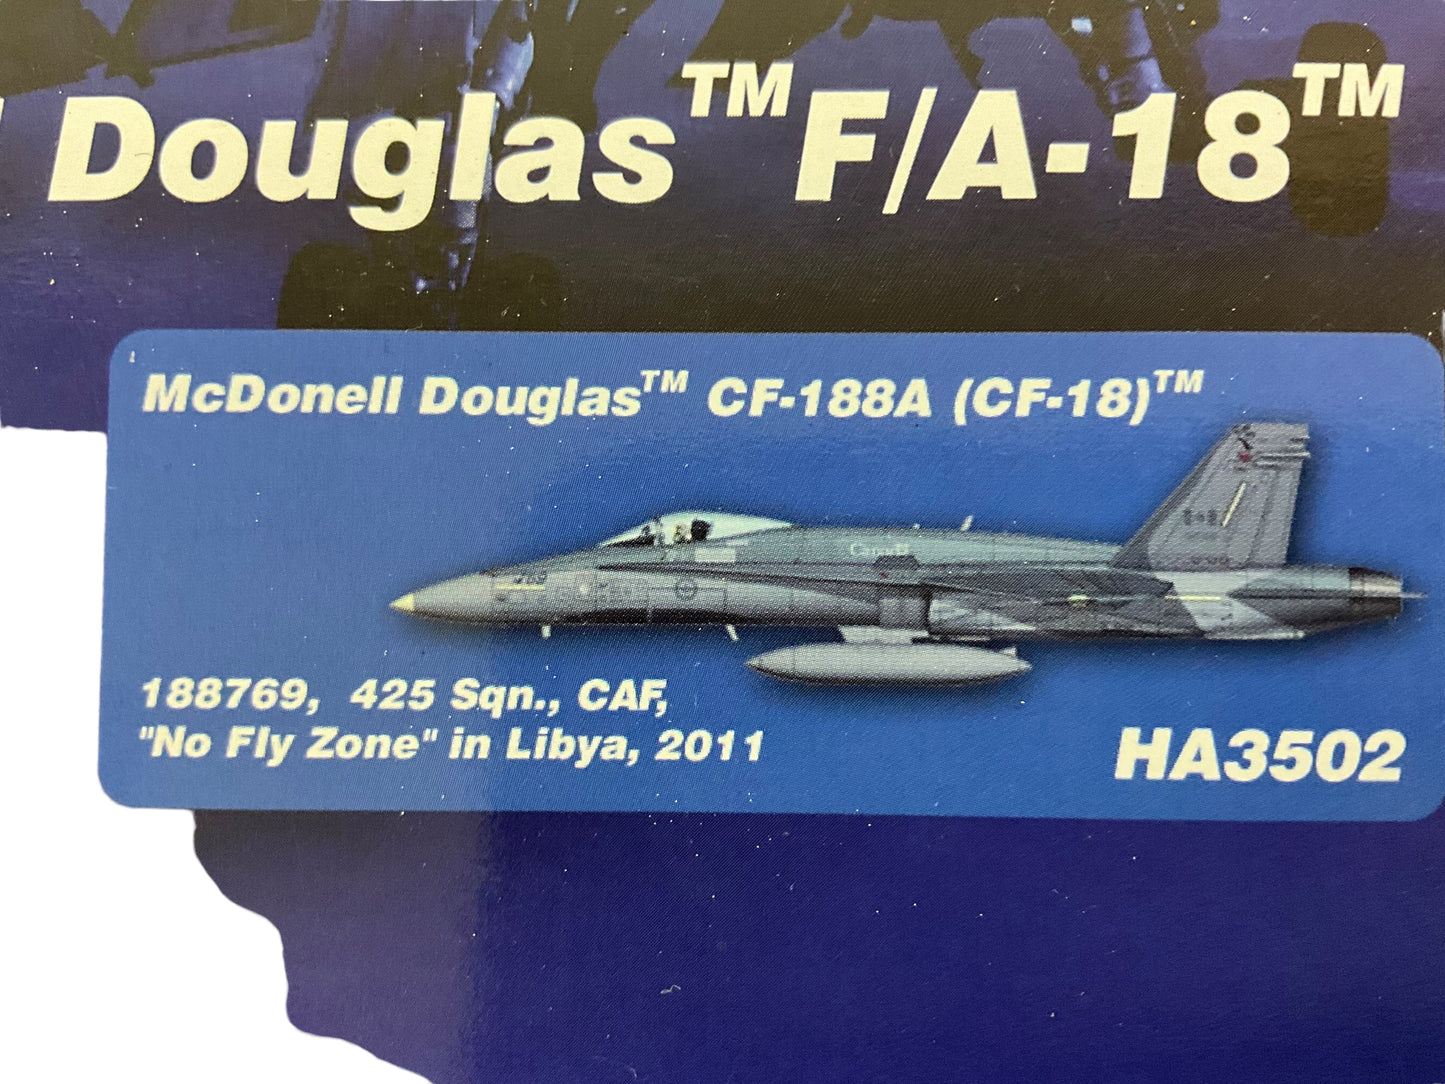 Douglas™ F/A-18™
McDonell Douglas™ CF-188A (CF-18)™
Canada
188769, 425 Sqn., CAF,
"No Fly Zone" in Libya, 2011
HA3502